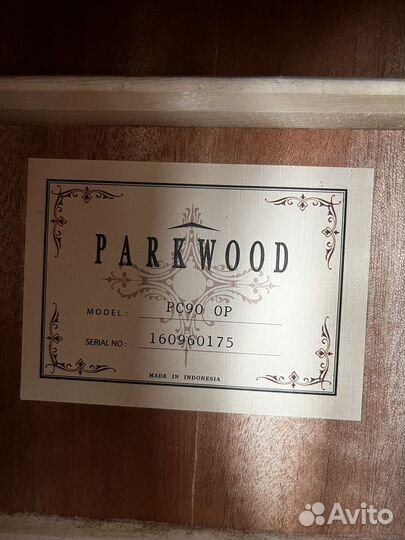 PARKWOOD
MODEL: PC90 OP
SERIAL NO: 160960175
MADE IN INDONESIA
Avito